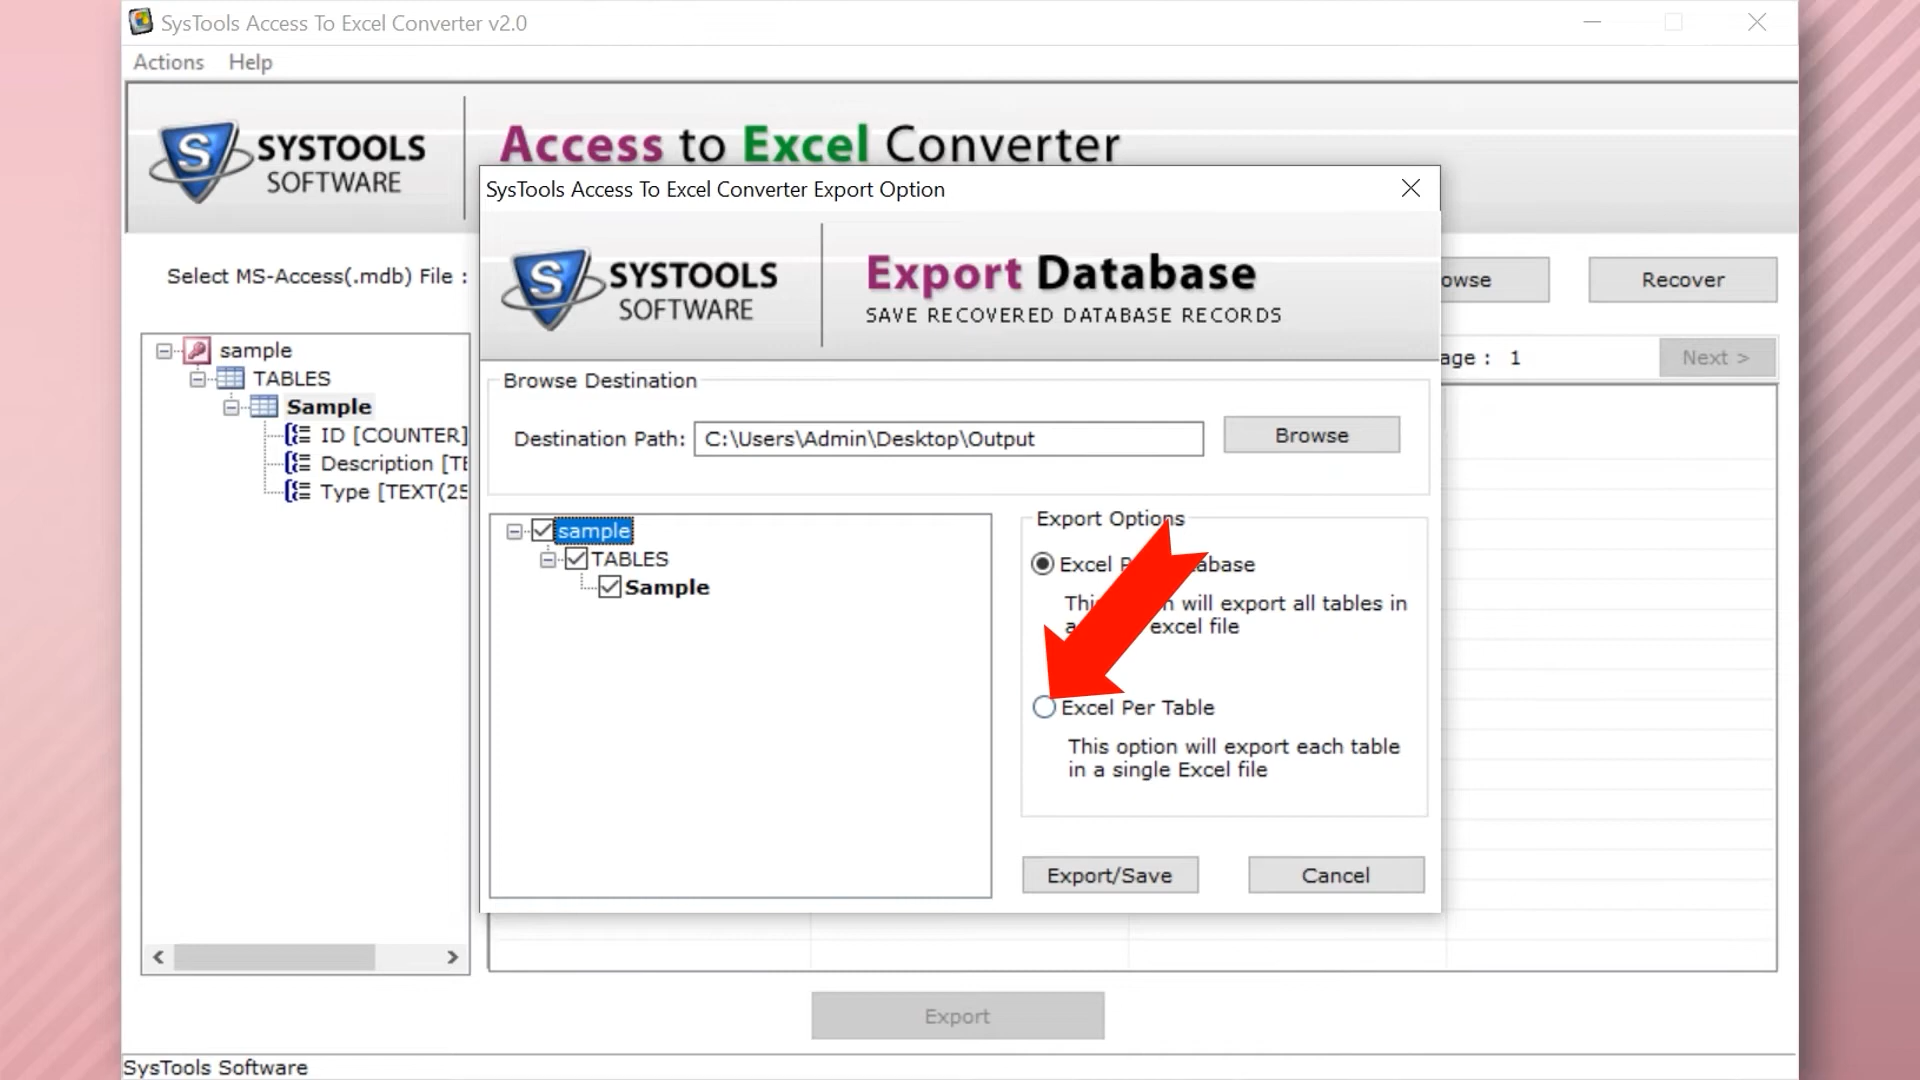 SysTools Access To Excel Converter v2.0
Actions Help
SYSTOOLS
SOFTWARE
Access to Excel Converter
SysTools Access To Excel Converter Export Option
SYSTOOLS
SOFTWARE
Export Database
SAVE RECOVERED DATABASE RECORDS
Select MS-Access(.mdb) File :
Recover
1
Next >
sample
TABLES
Sample
ID [COUNTER]
Description
Type [TEXT(25
Browse Destination
Destination Path: C:\Users\Admin\Desktop\Output
Browse
sample
TABLES
Sample
Export Options
Excel
will export all tables in
excel file
Excel Per Table
This option will export each table
in a single Excel file
Export/Save
Cancel
Export
SysTools Software